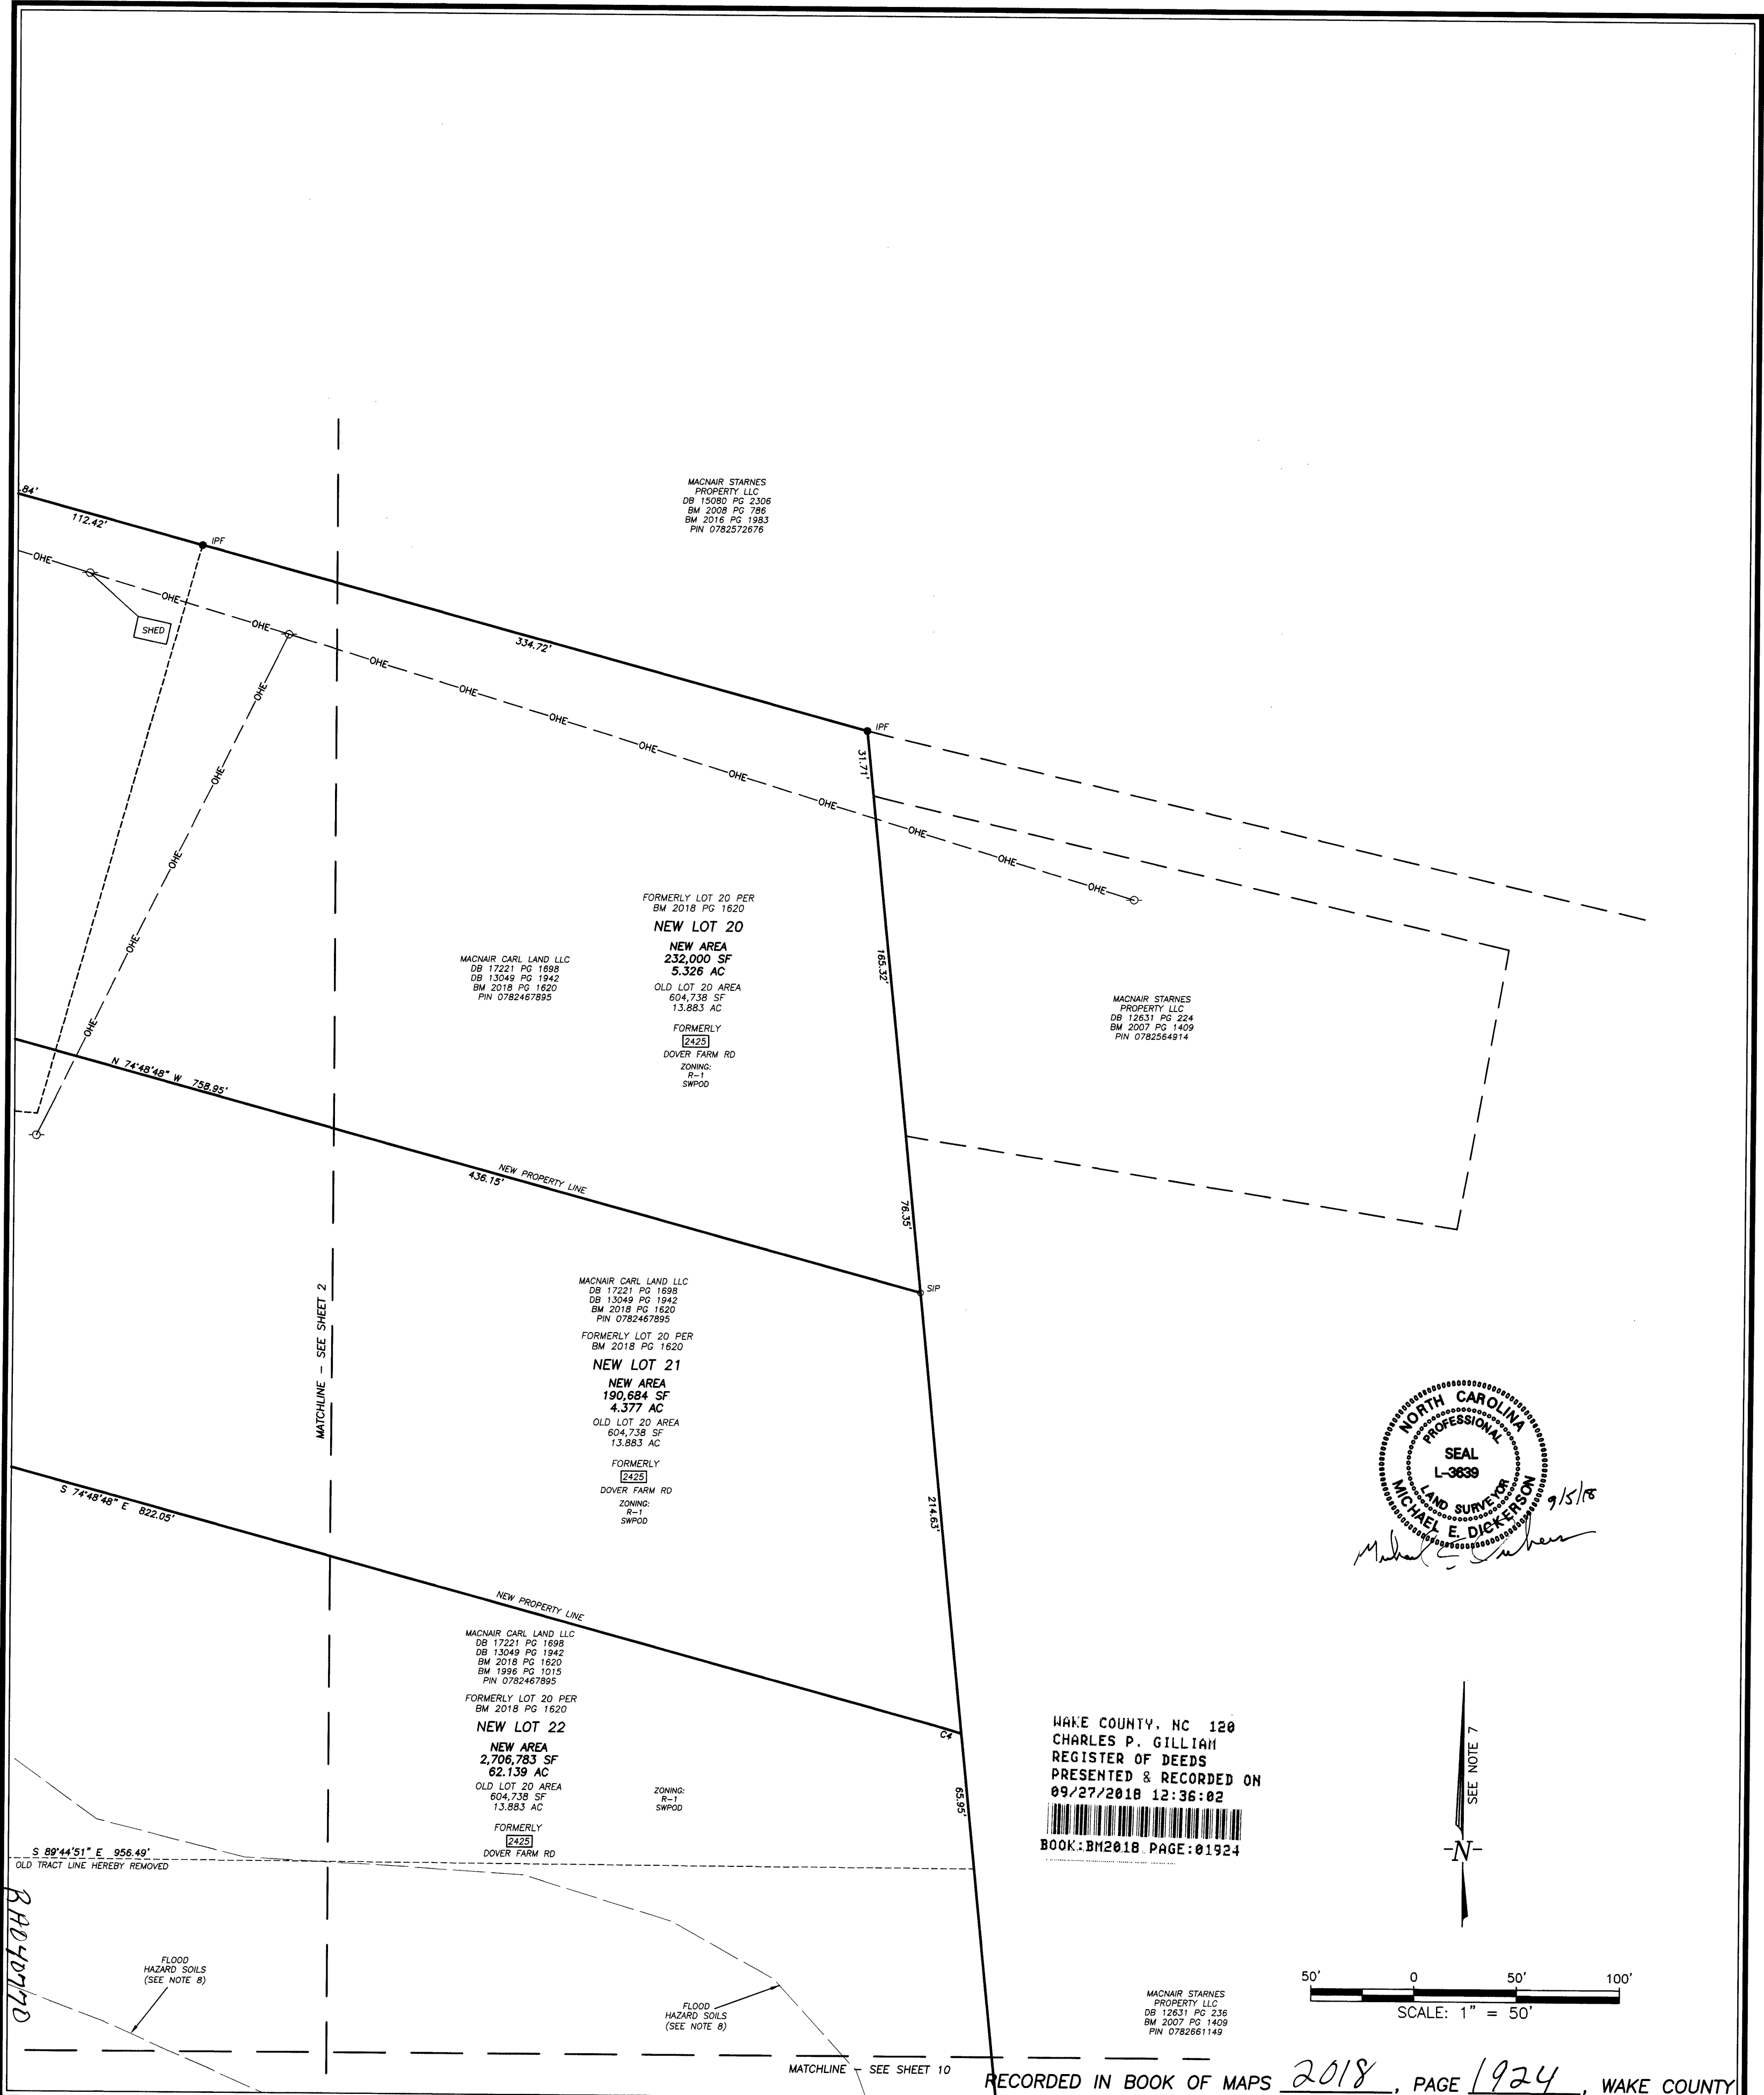 MACNAIR STARNES
PROPERTY LLC
DB 15080 PG 2306
BM 2008 PG 786
BM 2016 PG 1983
PIN 0782572676
.84'
112.42'
IPF
OHE
OHE
SHED
OHE
334.72'
OHE
OHE
OHE
OHE
OHE
OHE
OHE
OHE
OHE
OHE
OHE
OHE
OHE
OHE
IPF
31.71'
165.32'
76.35'
FORMERLY LOT 20 PER
BM 2018 PG 1620
NEW LOT 20
NEW AREA
232,000 SF
5.326 AC
OLD LOT 20 AREA
604,738 SF
13.883 AC
FORMERLY
2425
DOVER FARM RD
ZONING:
R-1
SWPOD
MACNAIR CARL LAND LLC
DB 17221 PG 1698
DB 13049 PG 1942
BM 2018 PG 1620
PIN 0782467895
MACNAIR STARNES
PROPERTY LLC
DB 12631 PG 224
BM 2007 PG 1409
PIN 0782564914
N 74°48'48" W 758.95'
NEW PROPERTY LINE
436.15'
SIP
MATCHLINE - SEE SHEET 2
MACNAIR CARL LAND LLC
DB 17221 PG 1698
DB 13049 PG 1942
BM 2018 PG 1620
PIN 0782467895
FORMERLY LOT 20 PER
BM 2018 PG 1620
NEW LOT 21
NEW AREA
190,684 SF
4.377 AC
OLD LOT 20 AREA
604,738 SF
13.883 AC
FORMERLY
2425
DOVER FARM RD
ZONING:
R-1
SWPOD
214.63'
NORTH CAROLINA
PROFESSIONAL
SEAL
L-3639
LAND SURVEYOR
MICHAEL E. DICKERSON
9/5/18
S 74°48'48" E 822.05'
NEW PROPERTY LINE
C4
65.95'
MACNAIR CARL LAND LLC
DB 17221 PG 1698
DB 13049 PG 1942
BM 2018 PG 1620
BM 1996 PG 1015
PIN 0782467895
FORMERLY LOT 20 PER
BM 2018 PG 1620
NEW LOT 22
NEW AREA
2,706,783 SF
62.139 AC
OLD LOT 20 AREA
604,738 SF
13.883 AC
FORMERLY
2425
DOVER FARM RD
ZONING:
R-1
SWPOD
WAKE COUNTY, NC 120
CHARLES P. GILLIAM
REGISTER OF DEEDS
PRESENTED & RECORDED ON
09/27/2018 12:36:02
BOOK:BM2018 PAGE:01924
SEE NOTE 7
-N-
S 89°44'51" E 956.49'
OLD TRACT LINE HEREBY REMOVED
FLOOD
HAZARD SOILS
(SEE NOTE 8)
FLOOD
HAZARD SOILS
(SEE NOTE 8)
MACNAIR STARNES
PROPERTY LLC
DB 12631 PG 236
BM 2007 PG 1409
PIN 0782661149
50' 0 50' 100'
SCALE: 1" = 50'
MATCHLINE - SEE SHEET 10
RECORDED IN BOOK OF MAPS 2018, PAGE 1924, WAKE COUNTY